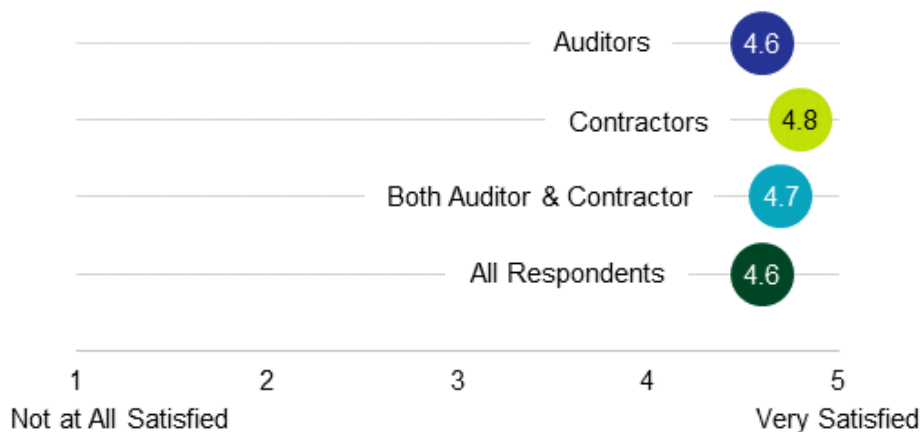 Auditors 4.6
Contractors 4.8
Both Auditor & Contractor 4.7
All Respondents 4.6
1 2 3 4 5
Not at All Satisfied Very Satisfied